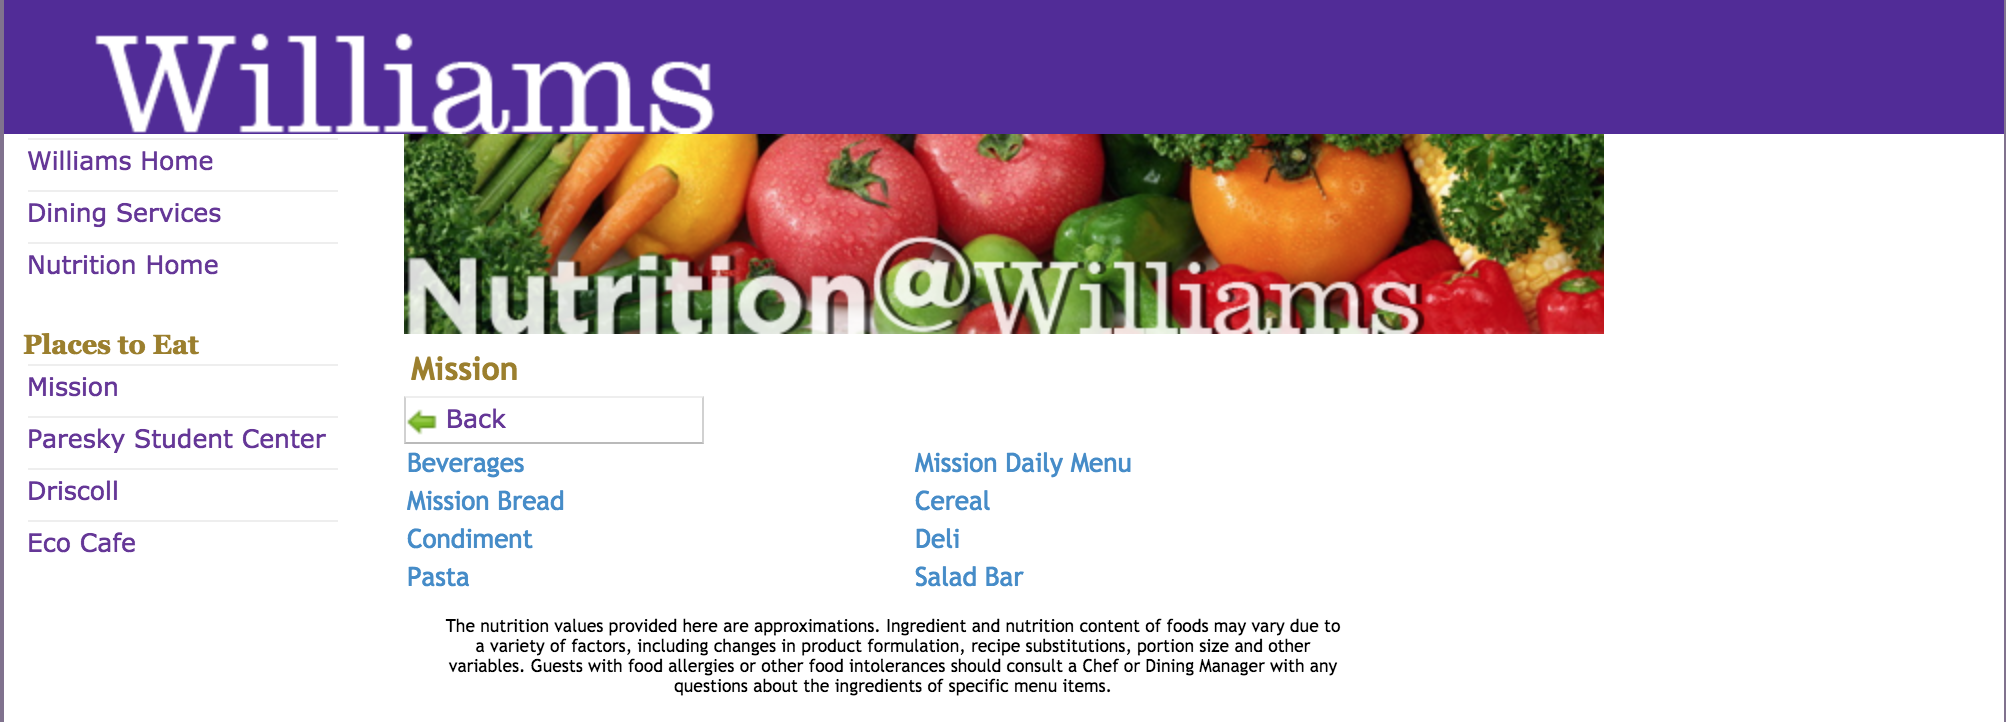 Williams
Williams Home
Dining Services
Nutrition Home
Places to Eat
Mission
Paresky Student Center
Driscoll
Eco Cafe
Nutrition@Williams
Mission
Back
Beverages
Mission Daily Menu
Mission Bread
Cereal
Condiment
Deli
Pasta
Salad Bar
The nutrition values provided here are approximations. Ingredient and nutrition content of foods may vary due to
a variety of factors, including changes in product formulation, recipe substitutions, portion size and other
variables. Guests with food allergies or other food intolerances should consult a Chef or Dining Manager with any
questions about the ingredients of specific menu items.